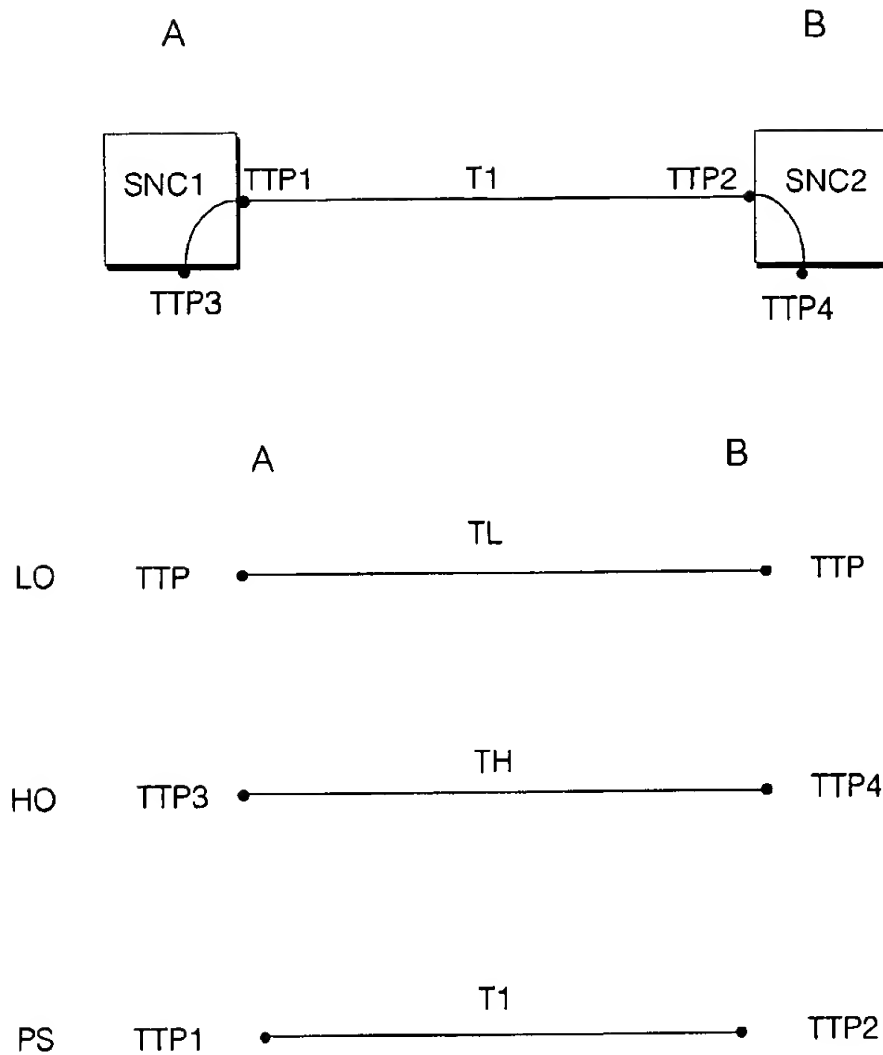 A B
SNC1 TTP1 T1 TTP2 SNC2
TTP3 TTP4
A B
TL
LO TTP TTP
TH
HO TTP3 TTP4
T1
PS TTP1 TTP2